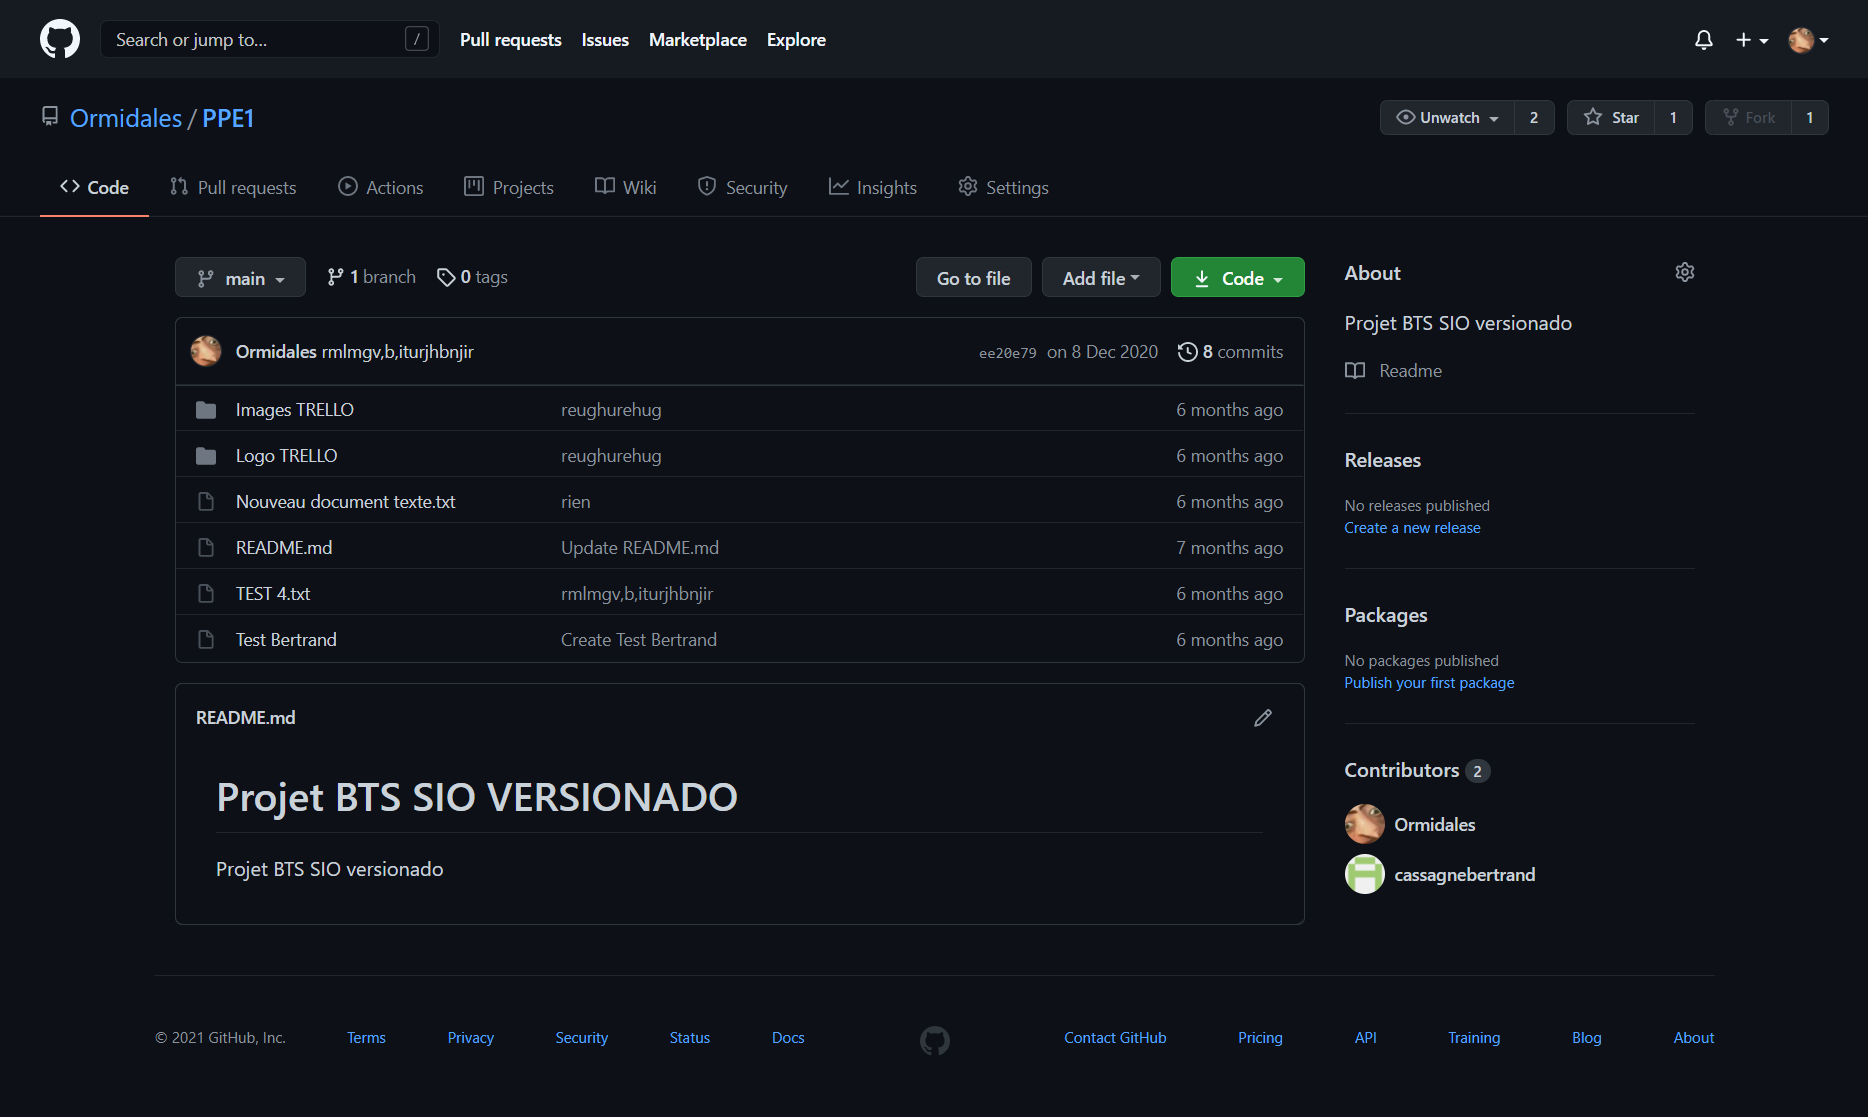 Search or jump to... / Pull requests Issues Marketplace Explore
Ormidales / PPE1 Unwatch 2 Star 1 Fork 1
Code Pull requests Actions Projects Wiki Security Insights Settings
main 1 branch 0 tags Go to file Add file Code
Ormidales rmlmgv,b,iturjhbnjir ee20e79 on 8 Dec 2020 8 commits
Images TRELLO reughurehug 6 months ago
Logo TRELLO reughurehug 6 months ago
Nouveau document texte.txt rien 6 months ago
README.md Update README.md 7 months ago
TEST 4.txt rmlmgv,b,iturjhbnjir 6 months ago
Test Bertrand Create Test Bertrand 6 months ago
README.md
Projet BTS SIO VERSIONADO
Projet BTS SIO versionado
About
Projet BTS SIO versionado
Readme
Releases
No releases published
Create a new release
Packages
No packages published
Publish your first package
Contributors 2
Ormidales
cassagnebertrand
© 2021 GitHub, Inc. Terms Privacy Security Status Docs Contact GitHub Pricing API Training Blog About